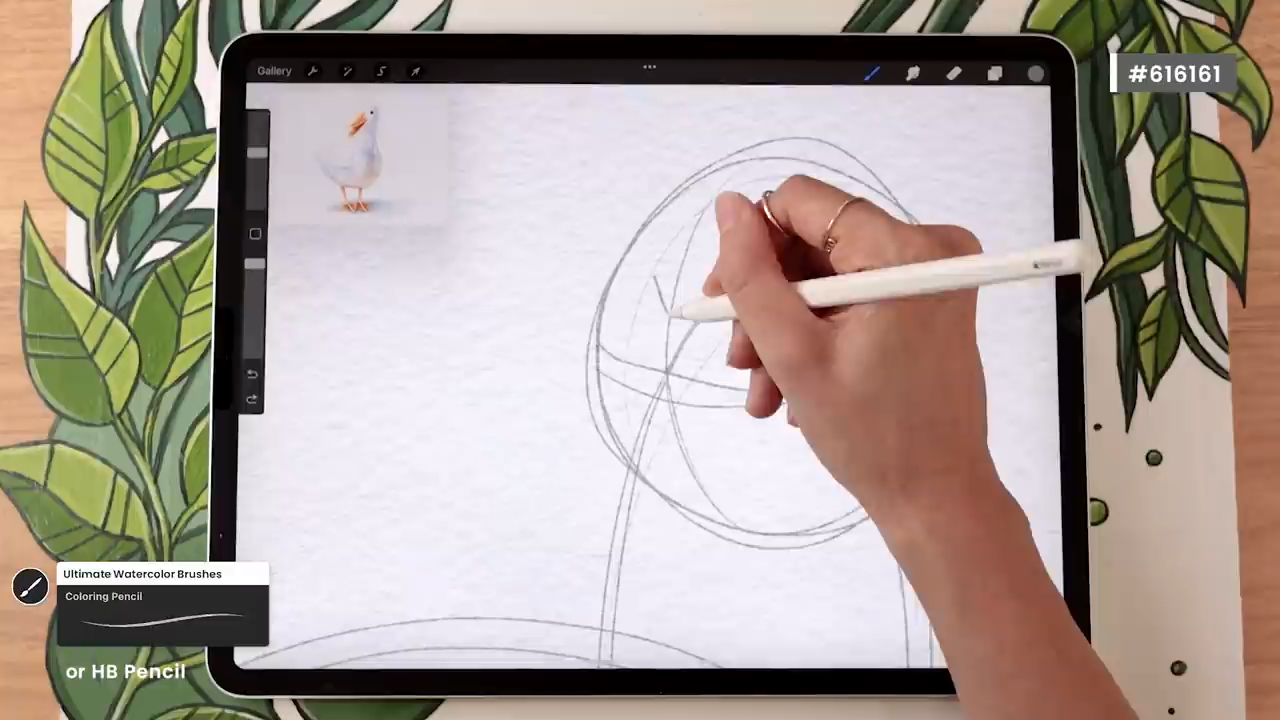 Gallery
#616161
Ultimate Watercolor Brushes
Coloring Pencil
or HB Pencil